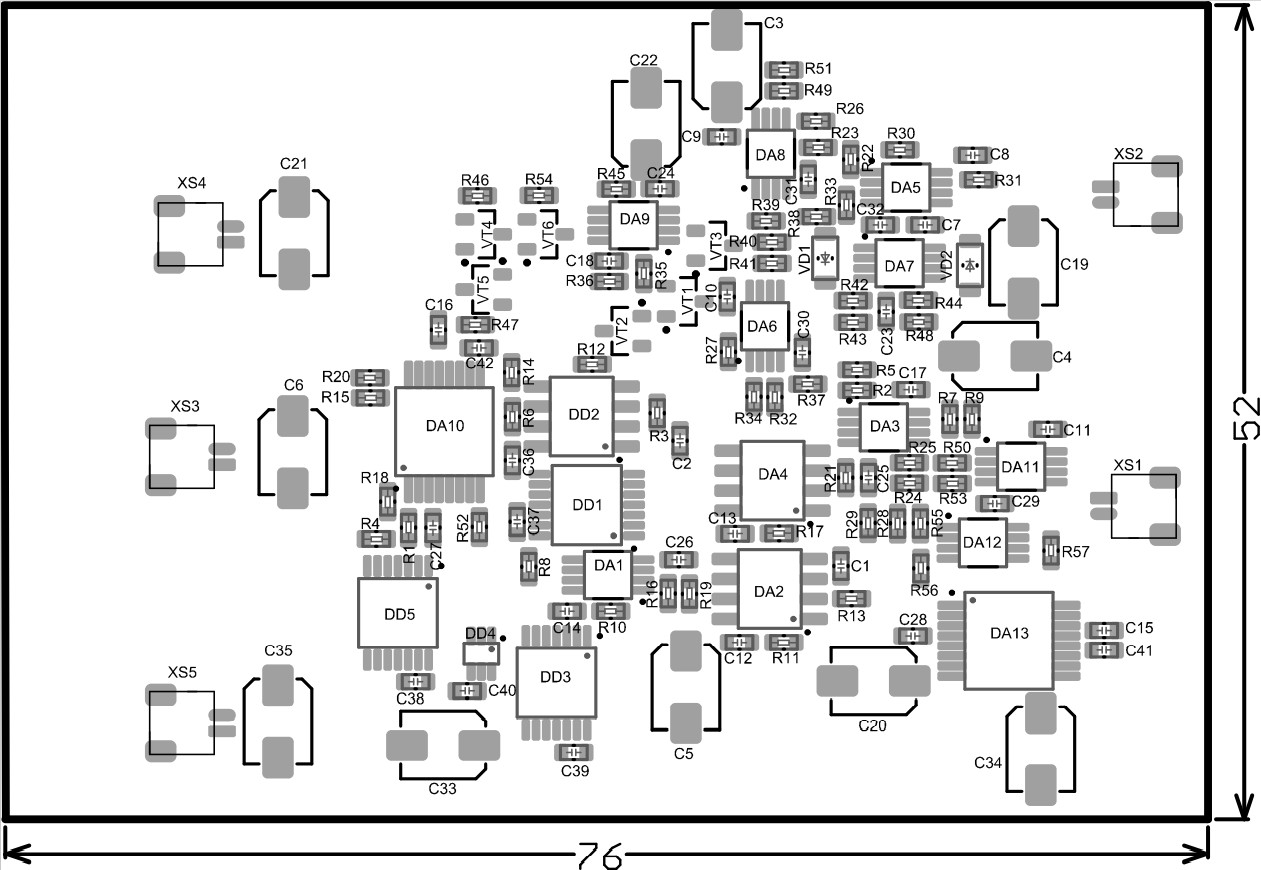 C3
C22
R51
R49
R26
C9
R23
DA8
R22
R30
C8
XS2
C21
XS4
R45
C24
C31
R33
DA5
R31
R46
R54
R39
R38
C32
C7
DA9
VT4
VT6
VT3
R40
R41
VD1
DA7
VD2
C19
C18
R36
R35
VT5
VT1
C10
R42
R44
C16
R47
VT2
DA6
C30
R43
C23
R48
C42
R27
C4
R12
R14
R20
R15
R5
R2
C17
R37
R34
R32
C6
XS3
DA10
R6
DD2
R3
C2
DA3
R7
R9
C11
C36
DA4
R21
C25
R25
R50
DA11
XS1
R18
R24
R53
C29
DD1
R4
R1
C27
R52
C37
C13
R17
R29
R28
R55
DA12
R57
R8
DA1
C26
C1
R56
R16
R19
DA2
R13
DD5
C14
R10
C28
DA13
C15
C41
DD4
C12
R11
C35
XS5
C38
C40
DD3
C5
C20
C33
C39
C34
52
76